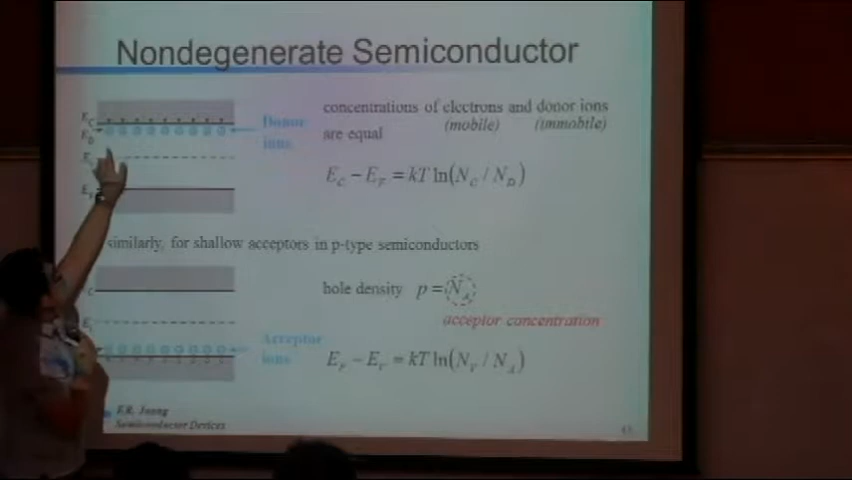 Nondegenerate Semiconductor
concentrations of electrons and donor ions
(mobile) (immobile)
are equal
E_C
E_D
Donor
ions
E_C − E_F = kT ln(N_C / N_D)
similarly, for shallow acceptors in p-type semiconductors
hole density p = N_A
acceptor concentration
Acceptor
ions
E_F − E_V = kT ln(N_V / N_A)
Semiconductor Devices